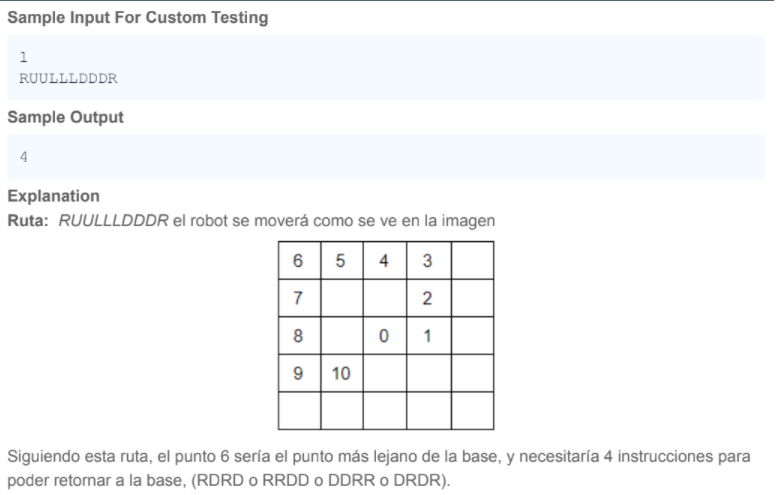 Sample Input For Custom Testing
1
RUULLLDDDR
Sample Output
4
Explanation
Ruta: RUULLLDDDR el robot se moverá como se ve en la imagen
6 5 4 3
7 2
8 0 1
9 10
Siguiendo esta ruta, el punto 6 sería el punto más lejano de la base, y necesitaría 4 instrucciones para
poder retornar a la base, (RDRD o RRDD o DDRR o DRDR).